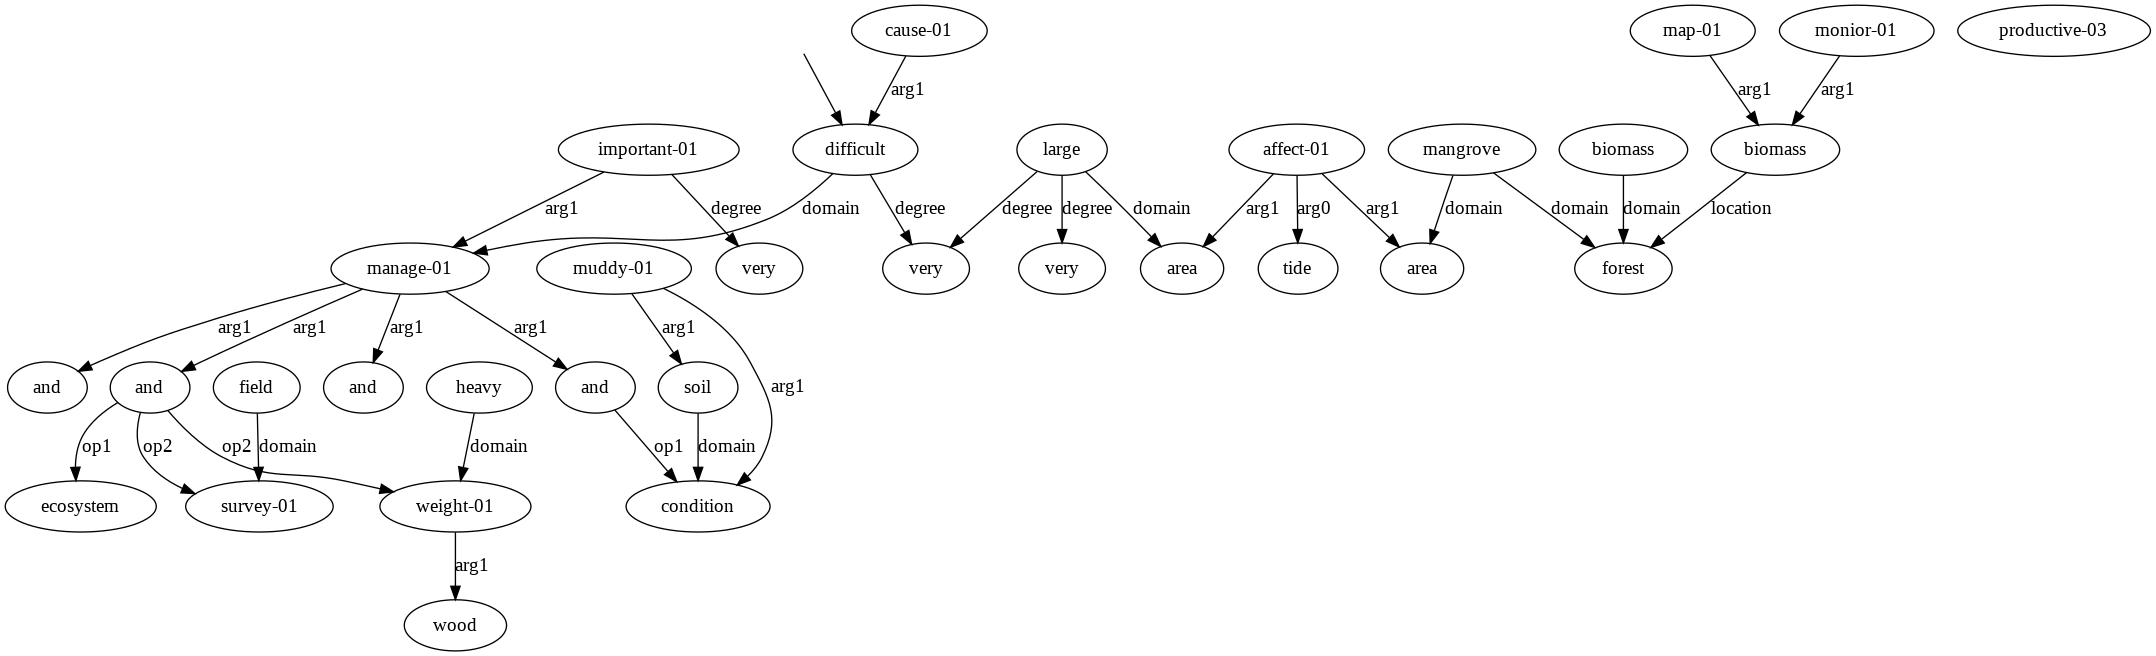 cause-01 map-01 monior-01 productive-03
arg1 arg1 arg1
important-01 difficult large affect-01 mangrove biomass biomass
arg1 degree domain degree degree degree domain arg1 arg0 arg1 domain domain domain location
manage-01 muddy-01 very very very area tide area forest
arg1 arg1 arg1 arg1 arg1
and and field and heavy and soil arg1
op1 op2 op2 domain domain op1 domain
ecosystem survey-01 weight-01 condition
arg1
wood